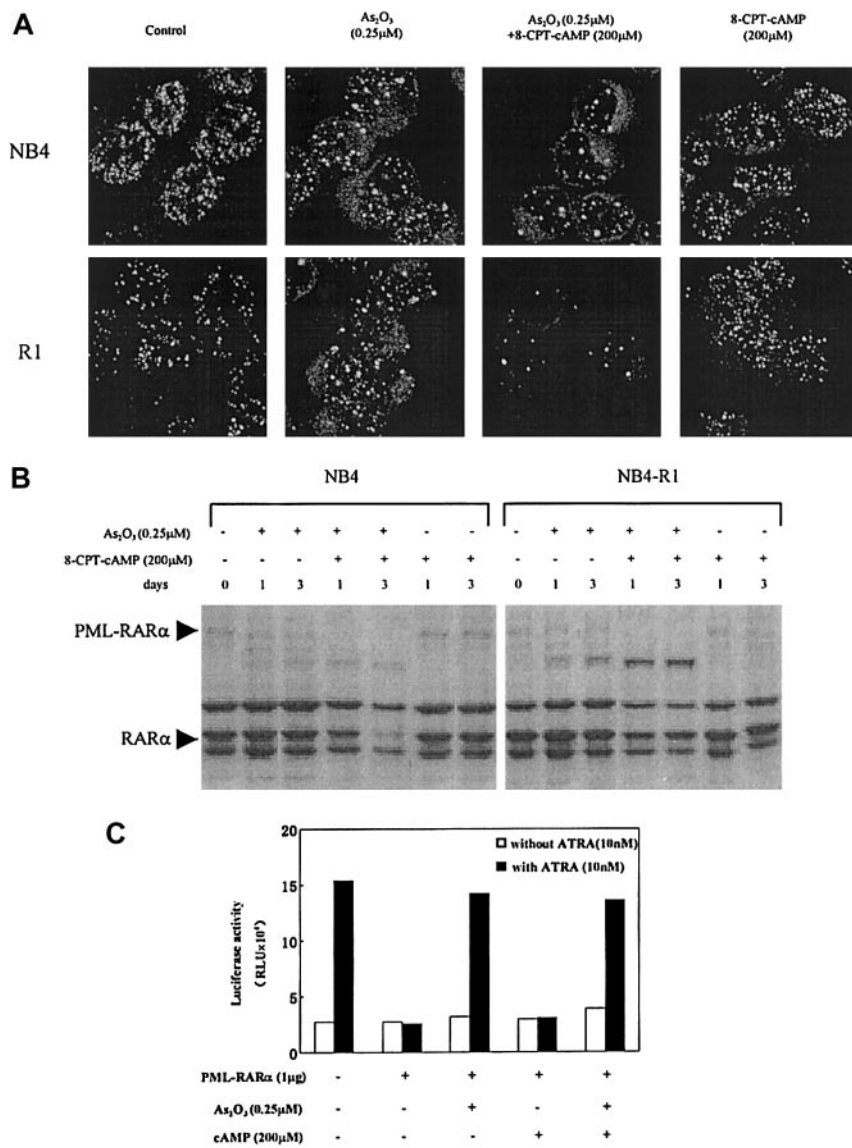 A
Control
As₂O₃
(0.25µM)
As₂O₃ (0.25µM)
+8-CPT-cAMP (200µM)
8-CPT-cAMP
(200µM)
NB4
R1
B
NB4
NB4-R1
As₂O₃ (0.25µM) - + + + + - - - + + + + - -
8-CPT-cAMP (200µM) - - - + + + + - - - + + + +
days 0 1 3 1 3 1 3 0 1 3 1 3 1 3
PML-RARα
RARα
C
20
15
10
5
0
Luciferase activity
(RLU×10⁴)
without ATRA(10nM)
with ATRA (10nM)
PML-RARα (1µg) - + + + +
As₂O₃ (0.25µM) - - + - +
cAMP (200µM) - - - + +